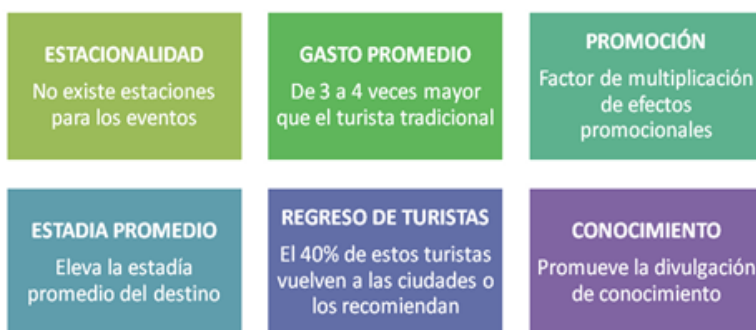 ESTACIONALIDAD
No existe estaciones
para los eventos
GASTO PROMEDIO
De 3 a 4 veces mayor
que el turista tradicional
PROMOCIÓN
Factor de multiplicación
de efectos
promocionales
ESTADIA PROMEDIO
Eleva la estadía
promedio del destino
REGRESO DE TURISTAS
El 40% de estos turistas
vuelven a las ciudades o
los recomiendan
CONOCIMIENTO
Promueve la divulgación
de conocimiento